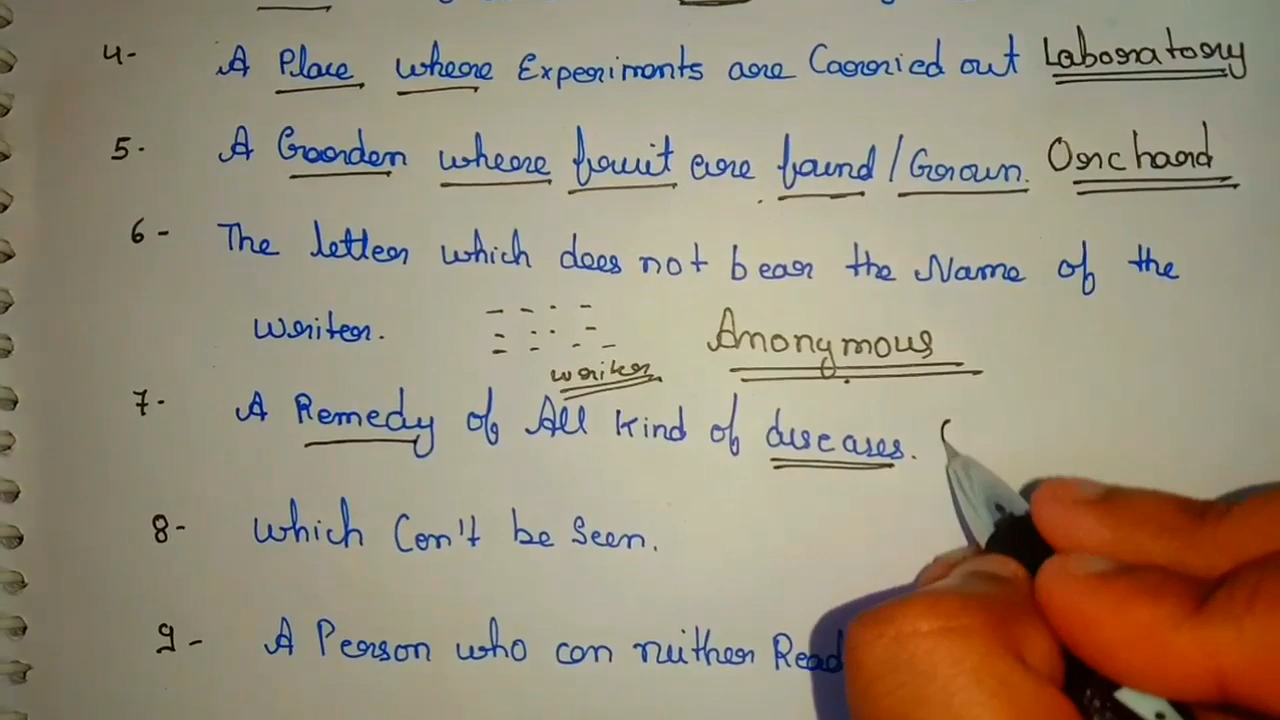 4- A Place where Experiments are Carried out Laboratory
5- A Garden where fruit are found / Grown. Orchard
6- The letter which does not bear the Name of the
writer. Anonymous
writer
7- A Remedy of All kind of diseases.
8- which Can't be Seen.
9- A Person who can neither Read